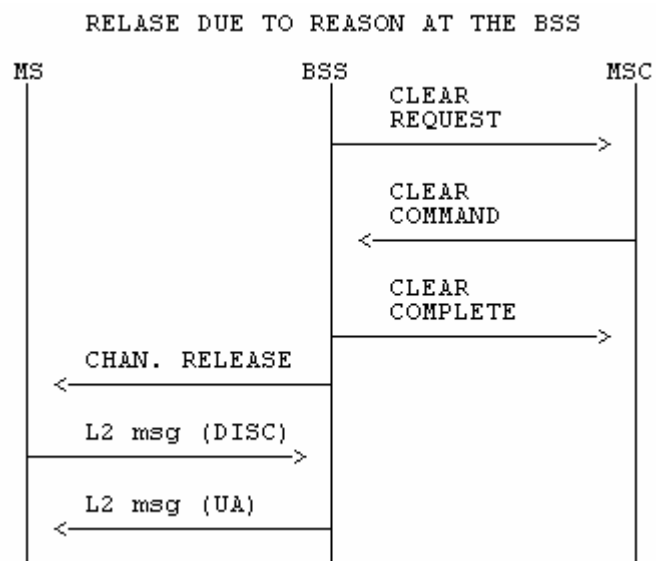 RELASE DUE TO REASON AT THE BSS
MS BSS MSC
CLEAR
REQUEST
CLEAR
COMMAND
CLEAR
COMPLETE
CHAN. RELEASE
L2 msg (DISC)
L2 msg (UA)